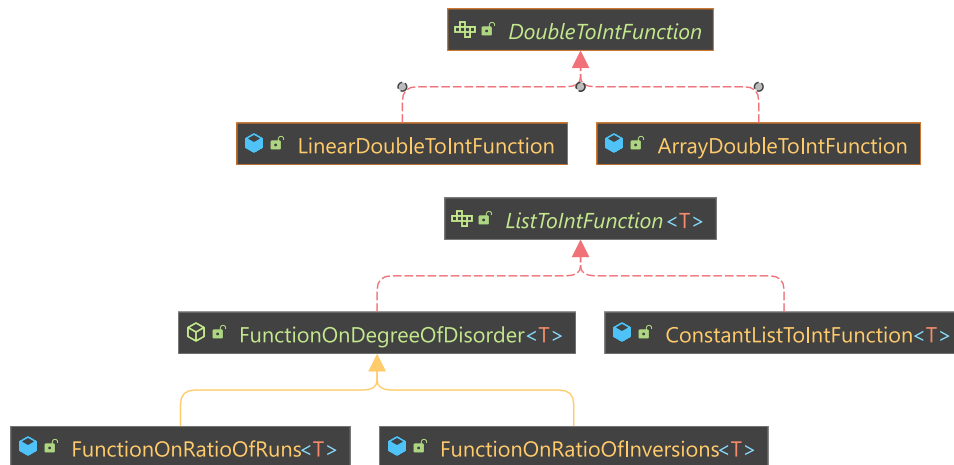 DoubleToIntFunction
LinearDoubleToIntFunction
ArrayDoubleToIntFunction
ListToIntFunction<T>
FunctionOnDegreeOfDisorder<T>
ConstantListToIntFunction<T>
FunctionOnRatioOfRuns<T>
FunctionOnRatioOfInversions<T>